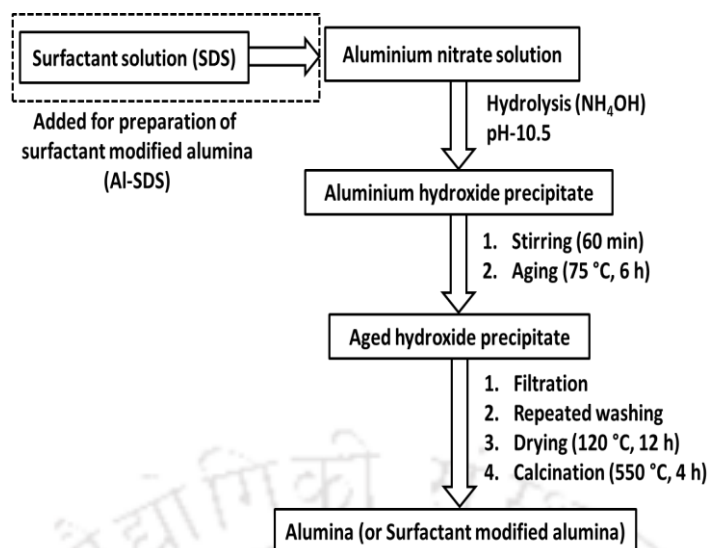 Surfactant solution (SDS)
Aluminium nitrate solution
Added for preparation of
surfactant modified alumina
(Al-SDS)
Hydrolysis (NH₄OH)
pH-10.5
Aluminium hydroxide precipitate
1. Stirring (60 min)
2. Aging (75 °C, 6 h)
Aged hydroxide precipitate
1. Filtration
2. Repeated washing
3. Drying (120 °C, 12 h)
4. Calcination (550 °C, 4 h)
Alumina (or Surfactant modified alumina)